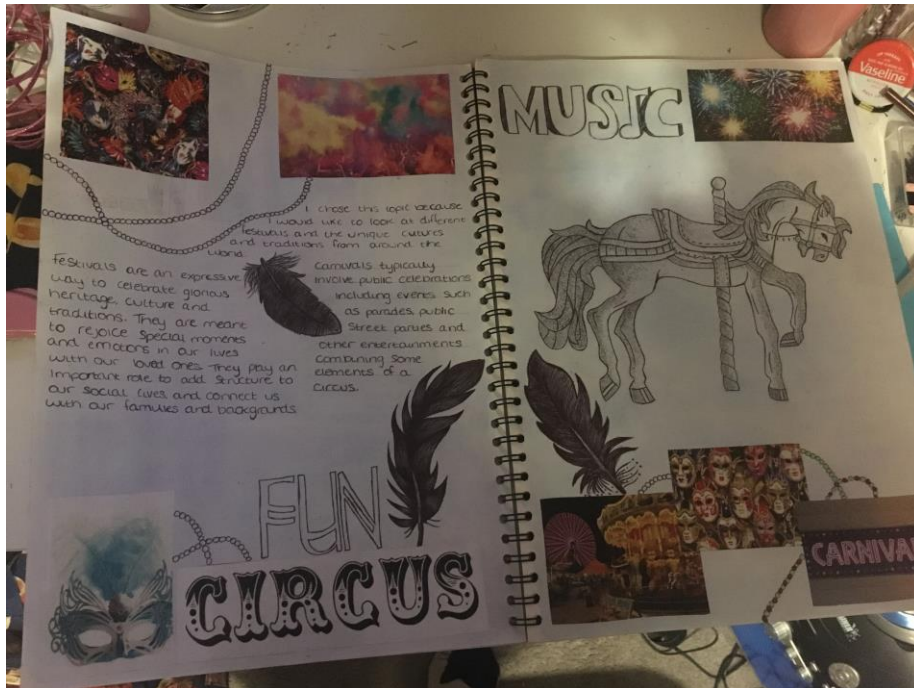 MUSIC
Vaseline
I chose this topic because
I would like to look at different
festivals and the unique cultures
and traditions from around the
world.
Festivals are an expressive
way to celebrate glorious
heritage, culture and
traditions. They are meant
to rejoice special moments
and emotions in our lives
with our loved ones. They play an
important role to add structure to
our social lives and connect us
with our families and backgrounds
Carnivals typically
involve public celebrations
including events such
as parades, public
street parties and
other entertainments
combining some
elements of a
circus.
FUN
CIRCUS
CARNIVAL